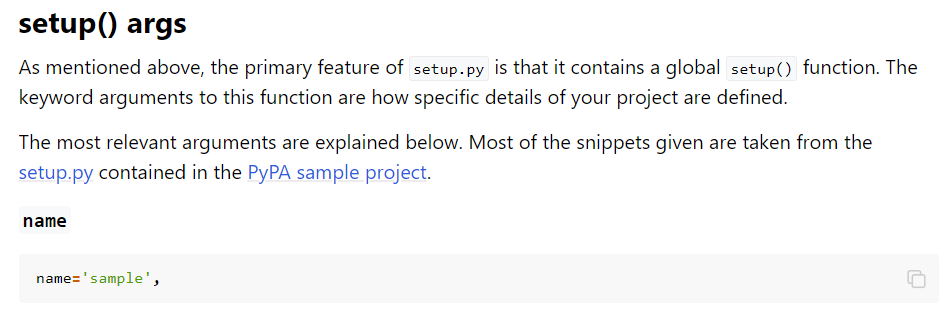 setup() args
As mentioned above, the primary feature of setup.py is that it contains a global setup() function. The
keyword arguments to this function are how specific details of your project are defined.
The most relevant arguments are explained below. Most of the snippets given are taken from the
setup.py contained in the PyPA sample project.
name
name='sample',